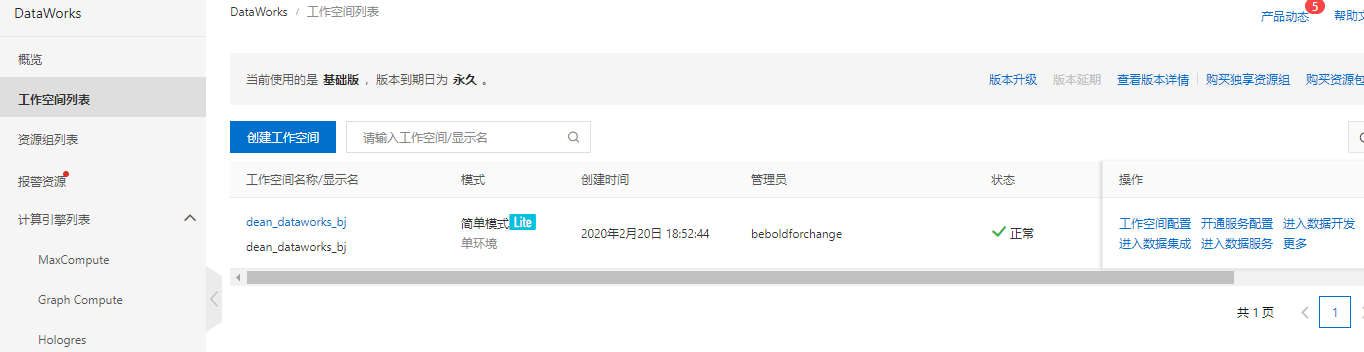 DataWorks
概览
工作空间列表
资源组列表
报警资源
计算引擎列表
MaxCompute
Graph Compute
Hologres
DataWorks / 工作空间列表
产品动态 5 帮助文
当前使用的是 基础版 ，版本到期日为 永久 。 版本升级 版本延期 查看版本详情 购买独享资源组 购买资源包
创建工作空间 请输入工作空间/显示名
工作空间名称/显示名 模式 创建时间 管理员 状态 操作
dean_dataworks_bj
dean_dataworks_bj
简单模式 Lite
单环境
2020年2月20日 18:52:44 beboldforchange 正常
工作空间配置 开通服务配置 进入数据开发
进入数据集成 进入数据服务 更多
共 1 页 1